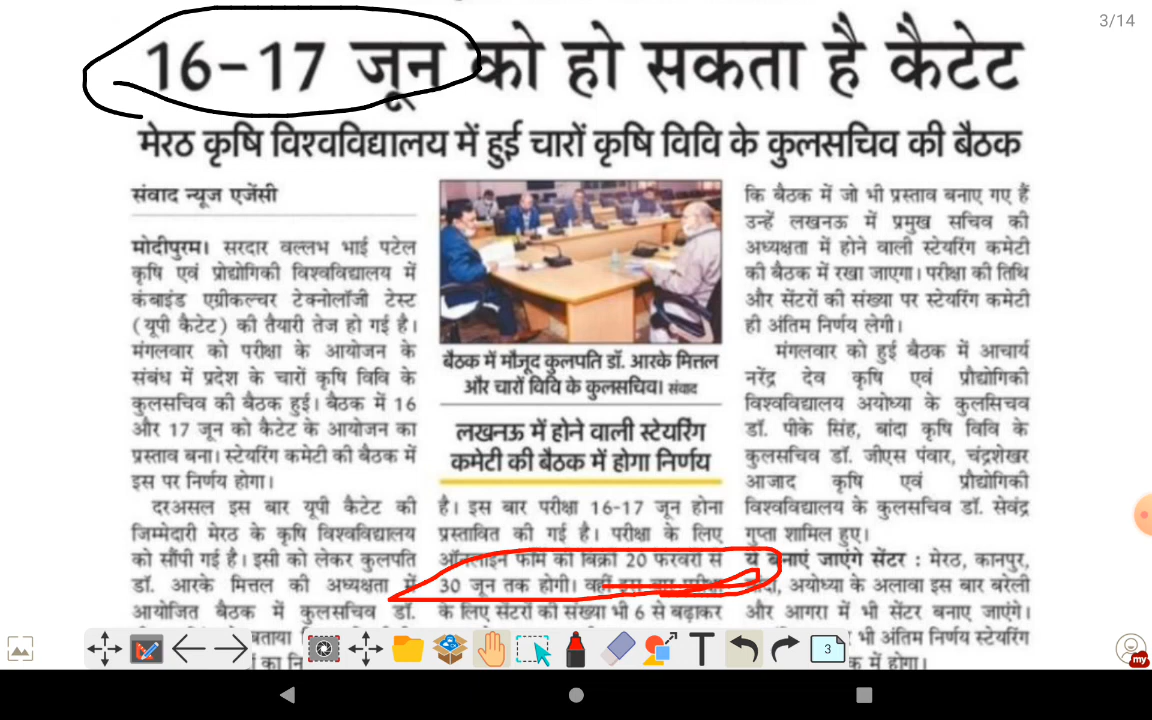 3/14
16-17 जून को हो सकता है कैटेट
मेरठ कृषि विश्वविद्यालय में हुई चारों कृषि विवि के कुलसचिव की बैठक
संवाद न्यूज एजेंसी
मोदीपुरम। सरदार वल्लभ भाई पटेल
कृषि एवं प्रौद्योगिकी विश्वविद्यालय में
कंबाइंड एग्रीकल्चर टेक्नोलॉजी टेस्ट
(यूपी कैटेट) की तैयारी तेज हो गई है।
मंगलवार को परीक्षा के आयोजन के
संबंध में प्रदेश के चारों कृषि विवि के
कुलसचिव की बैठक हुई। बैठक में 16
और 17 जून को कैटेट के आयोजन का
प्रस्ताव बना। स्टेयरिंग कमेटी की बैठक में
इस पर निर्णय होगा।
दरअसल इस बार यूपी कैटेट की
जिम्मेदारी मेरठ के कृषि विश्वविद्यालय
को सौंपी गई है। इसी को लेकर कुलपति
डॉ. आरके मित्तल की अध्यक्षता में
आयोजित बैठक में कुलसचिव डॉ.
बताया
का नि
बैठक में मौजूद कुलपति डॉ. आरके मित्तल
और चारों विवि के कुलसचिव। संवाद
लखनऊ में होने वाली स्टेयरिंग
कमेटी की बैठक में होगा निर्णय
है। इस बार परीक्षा 16-17 जून होना
प्रस्तावित की गई है। परीक्षा के लिए
ऑनलाइन फॉर्म की बिक्री 20 फरवरी से
30 जून तक होगी। वहीं इस बार परीक्षा
के लिए सेंटरों की संख्या भी 6 से बढ़ाकर
कि बैठक में जो भी प्रस्ताव बनाए गए हैं
उन्हें लखनऊ में प्रमुख सचिव की
अध्यक्षता में होने वाली स्टेयरिंग कमेटी
की बैठक में रखा जाएगा। परीक्षा की तिथि
और सेंटरों की संख्या पर स्टेयरिंग कमेटी
ही अंतिम निर्णय लेगी।
मंगलवार को हुई बैठक में आचार्य
नरेंद्र देव कृषि एवं प्रौद्योगिकी
विश्वविद्यालय अयोध्या के कुलसिचव
डॉ. पीके सिंह, बांदा कृषि विवि के
कुलसचिव डॉ. जीएस पंवार, चंद्रशेखर
आजाद कृषि एवं प्रौद्योगिकी
विश्वविद्यालय के कुलसचिव डॉ. सेवंद्र
गुप्ता शामिल हुए।
ये बनाएं जाएंगे सेंटर : मेरठ, कानपुर,
बांदा, अयोध्या के अलावा इस बार बरेली
और आगरा में भी सेंटर बनाए जाएंगे।
भी अंतिम निर्णय स्टेयरिंग
क में होगा।
T
3
my